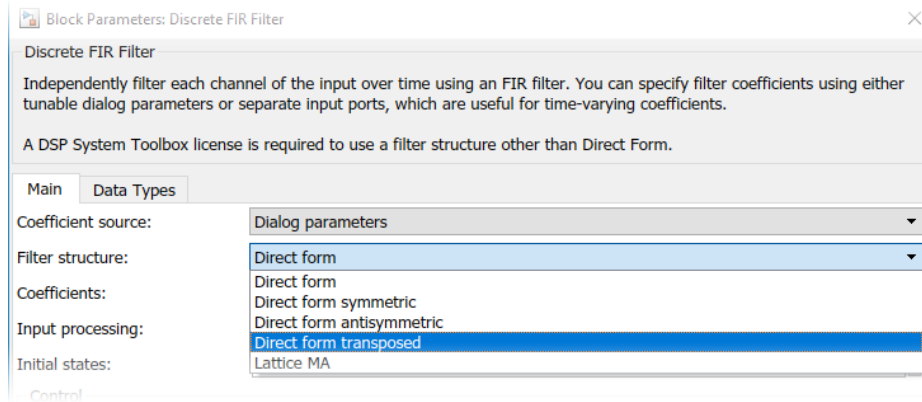 Block Parameters: Discrete FIR Filter
Discrete FIR Filter
Independently filter each channel of the input over time using an FIR filter. You can specify filter coefficients using either
tunable dialog parameters or separate input ports, which are useful for time-varying coefficients.
A DSP System Toolbox license is required to use a filter structure other than Direct Form.
Main Data Types
Coefficient source: Dialog parameters
Filter structure: Direct form
Direct form
Coefficients: Direct form symmetric
Direct form antisymmetric
Input processing: Direct form transposed
Initial states: Lattice MA
Control